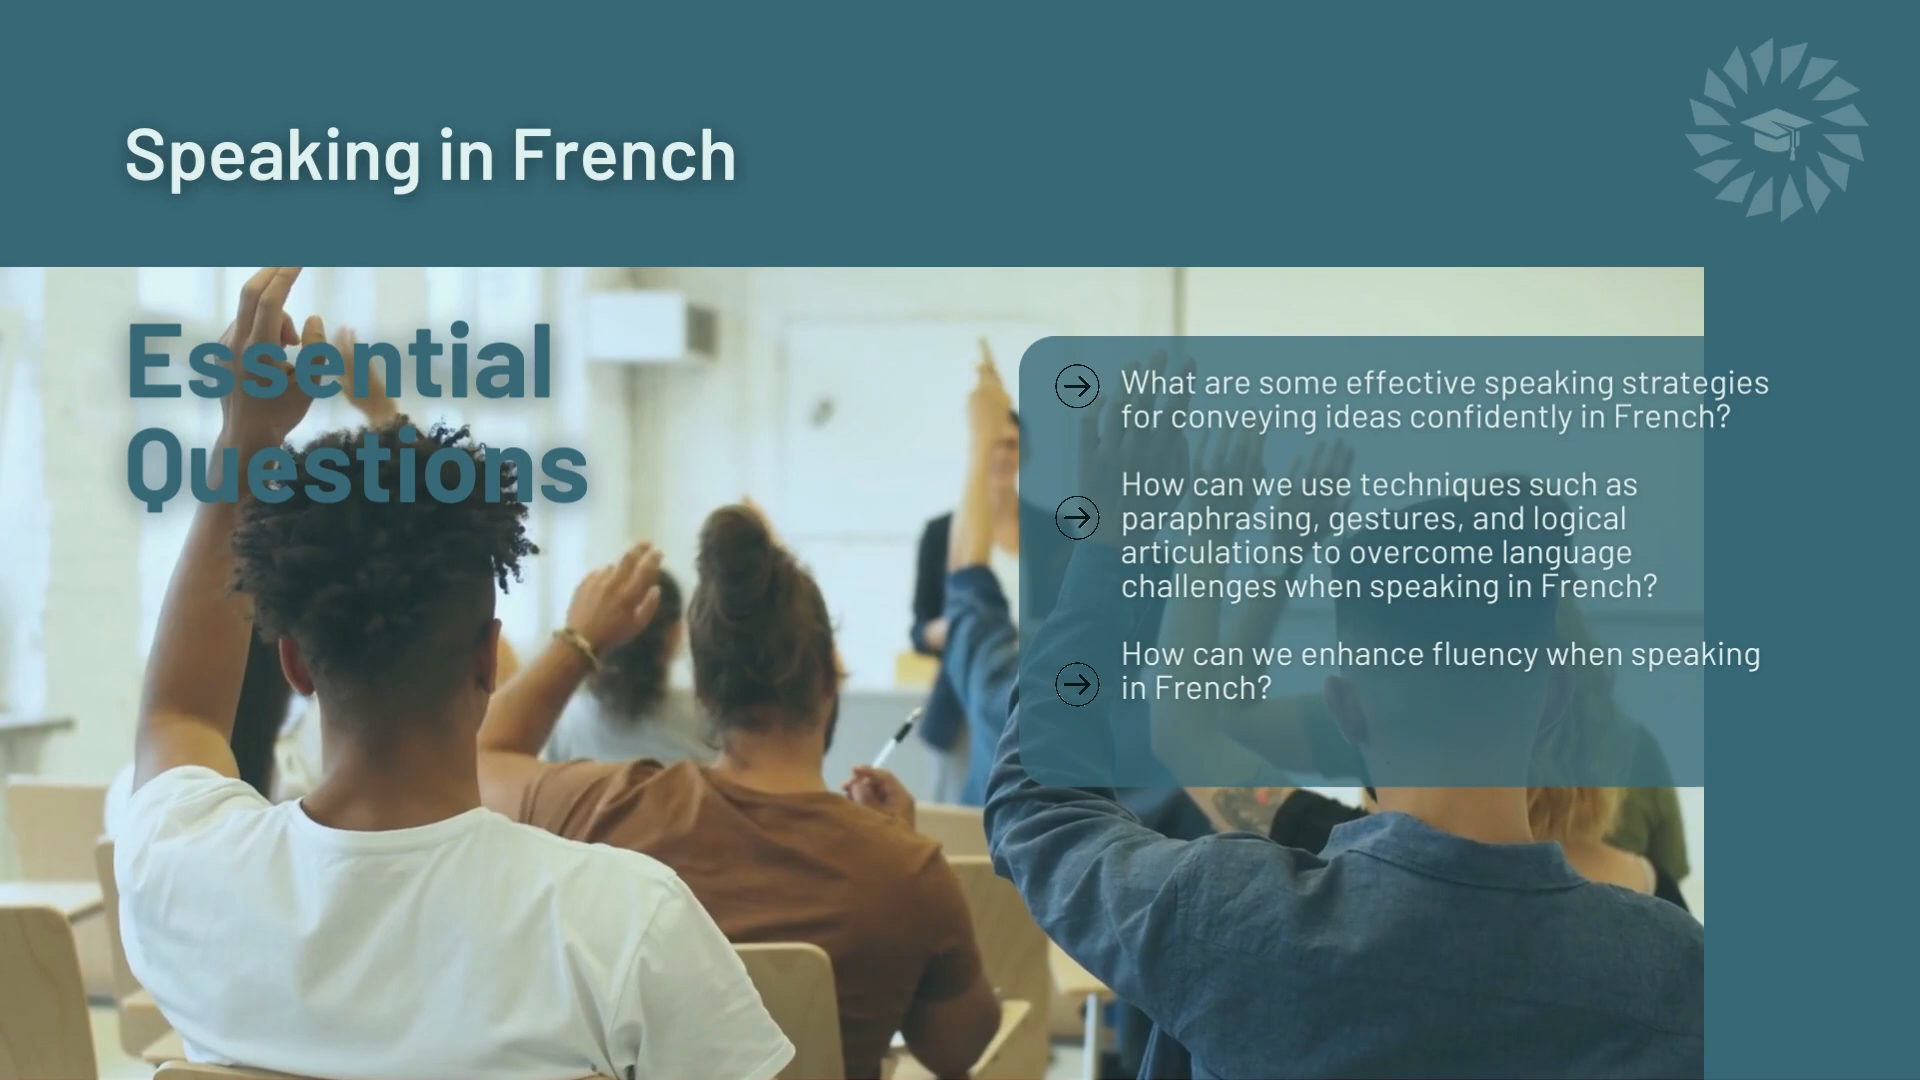 Speaking in French
Essential
Questions
What are some effective speaking strategies
for conveying ideas confidently in French?
How can we use techniques such as
paraphrasing, gestures, and logical
articulations to overcome language
challenges when speaking in French?
How can we enhance fluency when speaking
in French?